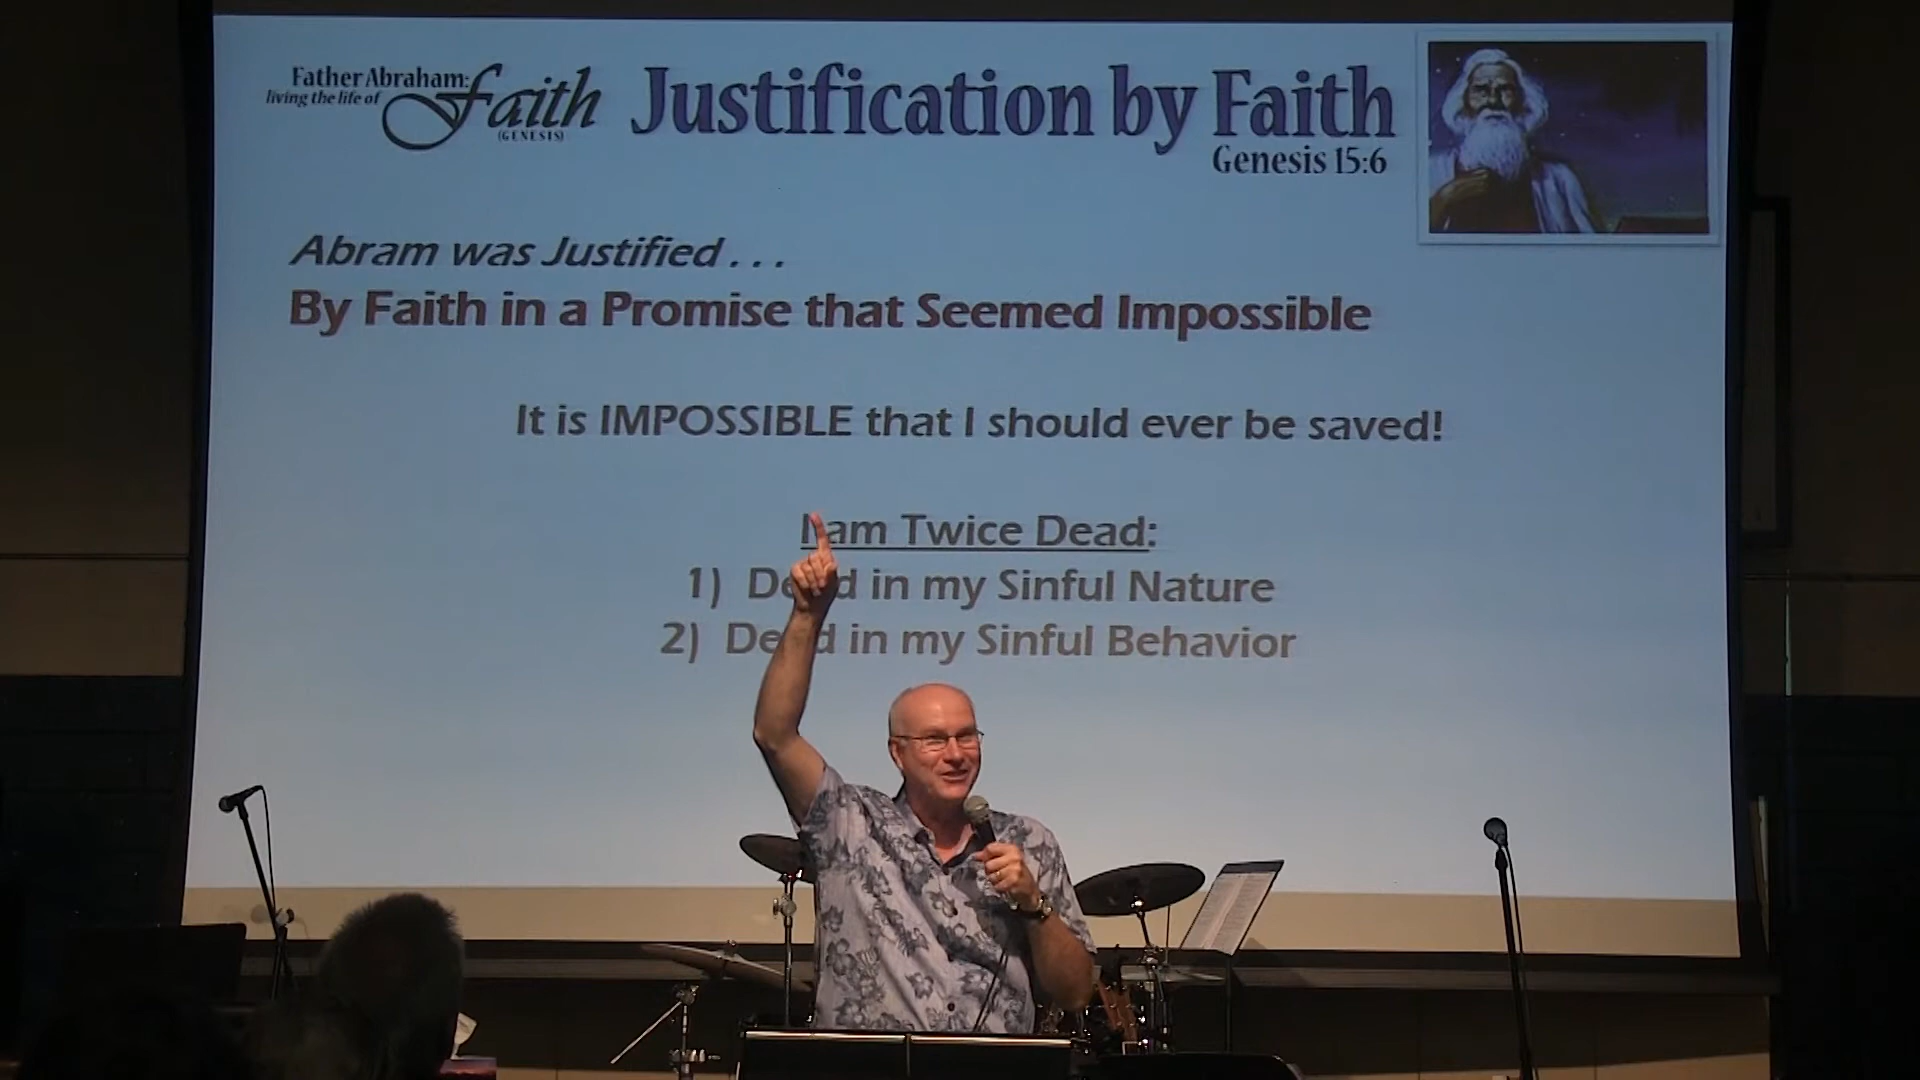 Father Abraham:
living the life of
Faith
(GENESIS)
Justification by Faith
Genesis 15:6
Abram was Justified . . .
By Faith in a Promise that Seemed Impossible
It is IMPOSSIBLE that I should ever be saved!
I am Twice Dead:
1) Dead in my Sinful Nature
2) Dead in my Sinful Behavior